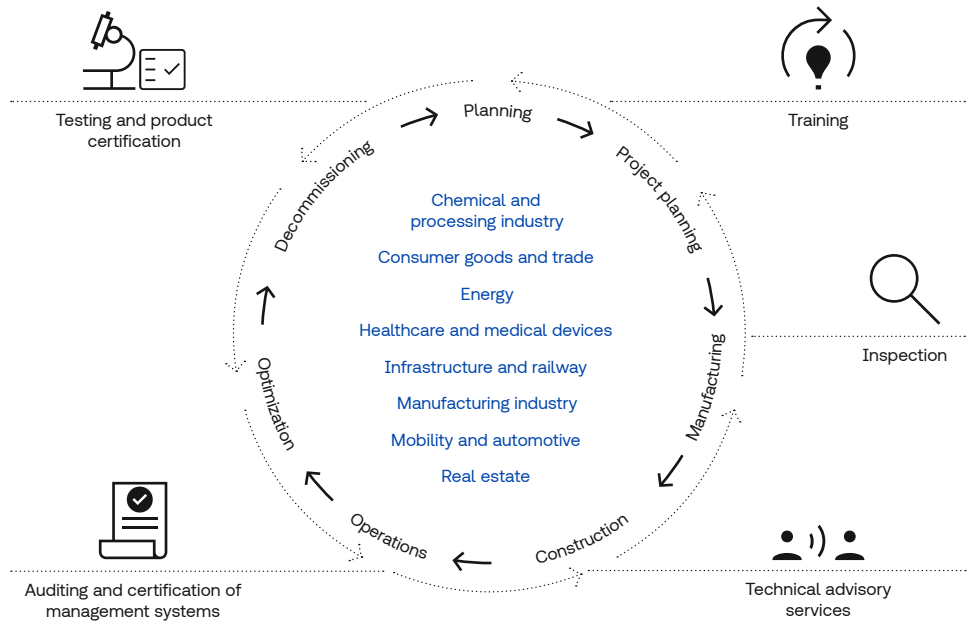 Testing and product
certification
Training
Planning
Project planning
Manufacturing
Construction
Operations
Optimization
Decommissioning
Chemical and
processing industry
Consumer goods and trade
Energy
Healthcare and medical devices
Infrastructure and railway
Manufacturing industry
Mobility and automotive
Real estate
Inspection
Auditing and certification of
management systems
Technical advisory
services